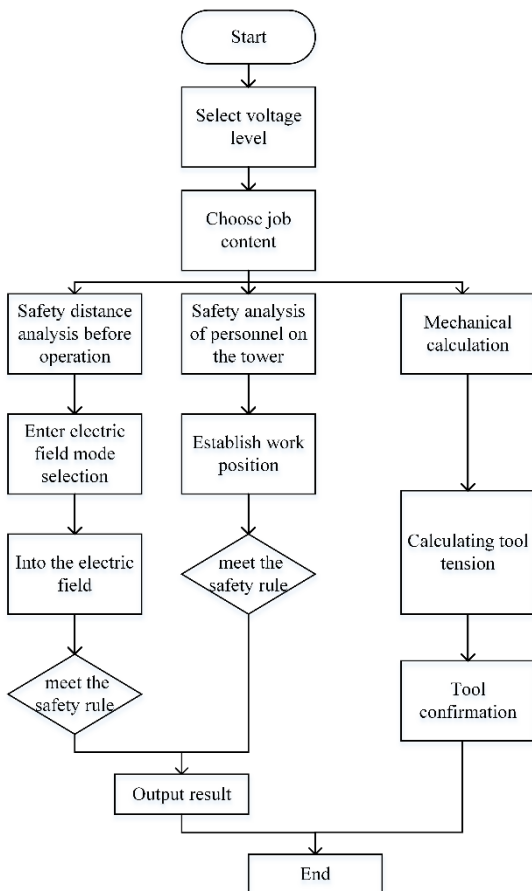 Start
Select voltage
level
Choose job
content
Safety distance
analysis before
operation
Safety analysis
of personnel on
the tower
Mechanical
calculation
Enter electric
field mode
selection
Establish work
position
Into the electric
field
meet the
safety rule
Calculating tool
tension
meet the
safety rule
Tool
confirmation
Output result
End